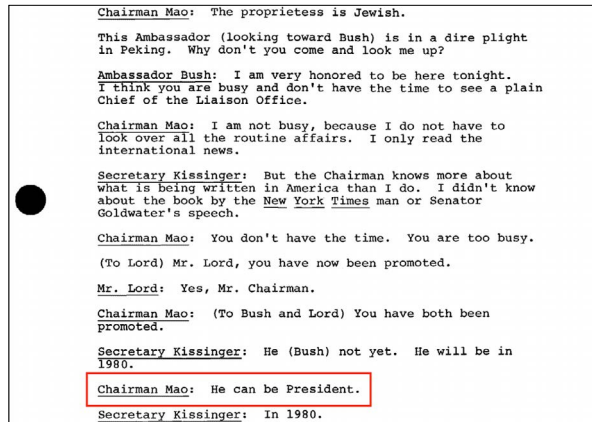 Chairman Mao: The proprietess is Jewish.
This Ambassador (looking toward Bush) is in a dire plight
in Peking. Why don't you come and look me up?
Ambassador Bush: I am very honored to be here tonight.
I think you are busy and don't have the time to see a plain
Chief of the Liaison Office.
Chairman Mao: I am not busy, because I do not have to
look over all the routine affairs. I only read the
international news.
Secretary Kissinger: But the Chairman knows more about
what is being written in America than I do. I didn't know
about the book by the New York Times man or Senator
Goldwater's speech.
Chairman Mao: You don't have the time. You are too busy.
(To Lord) Mr. Lord, you have now been promoted.
Mr. Lord: Yes, Mr. Chairman.
Chairman Mao: (To Bush and Lord) You have both been
promoted.
Secretary Kissinger: He (Bush) not yet. He will be in
1980.
Chairman Mao: He can be President.
Secretary Kissinger: In 1980.